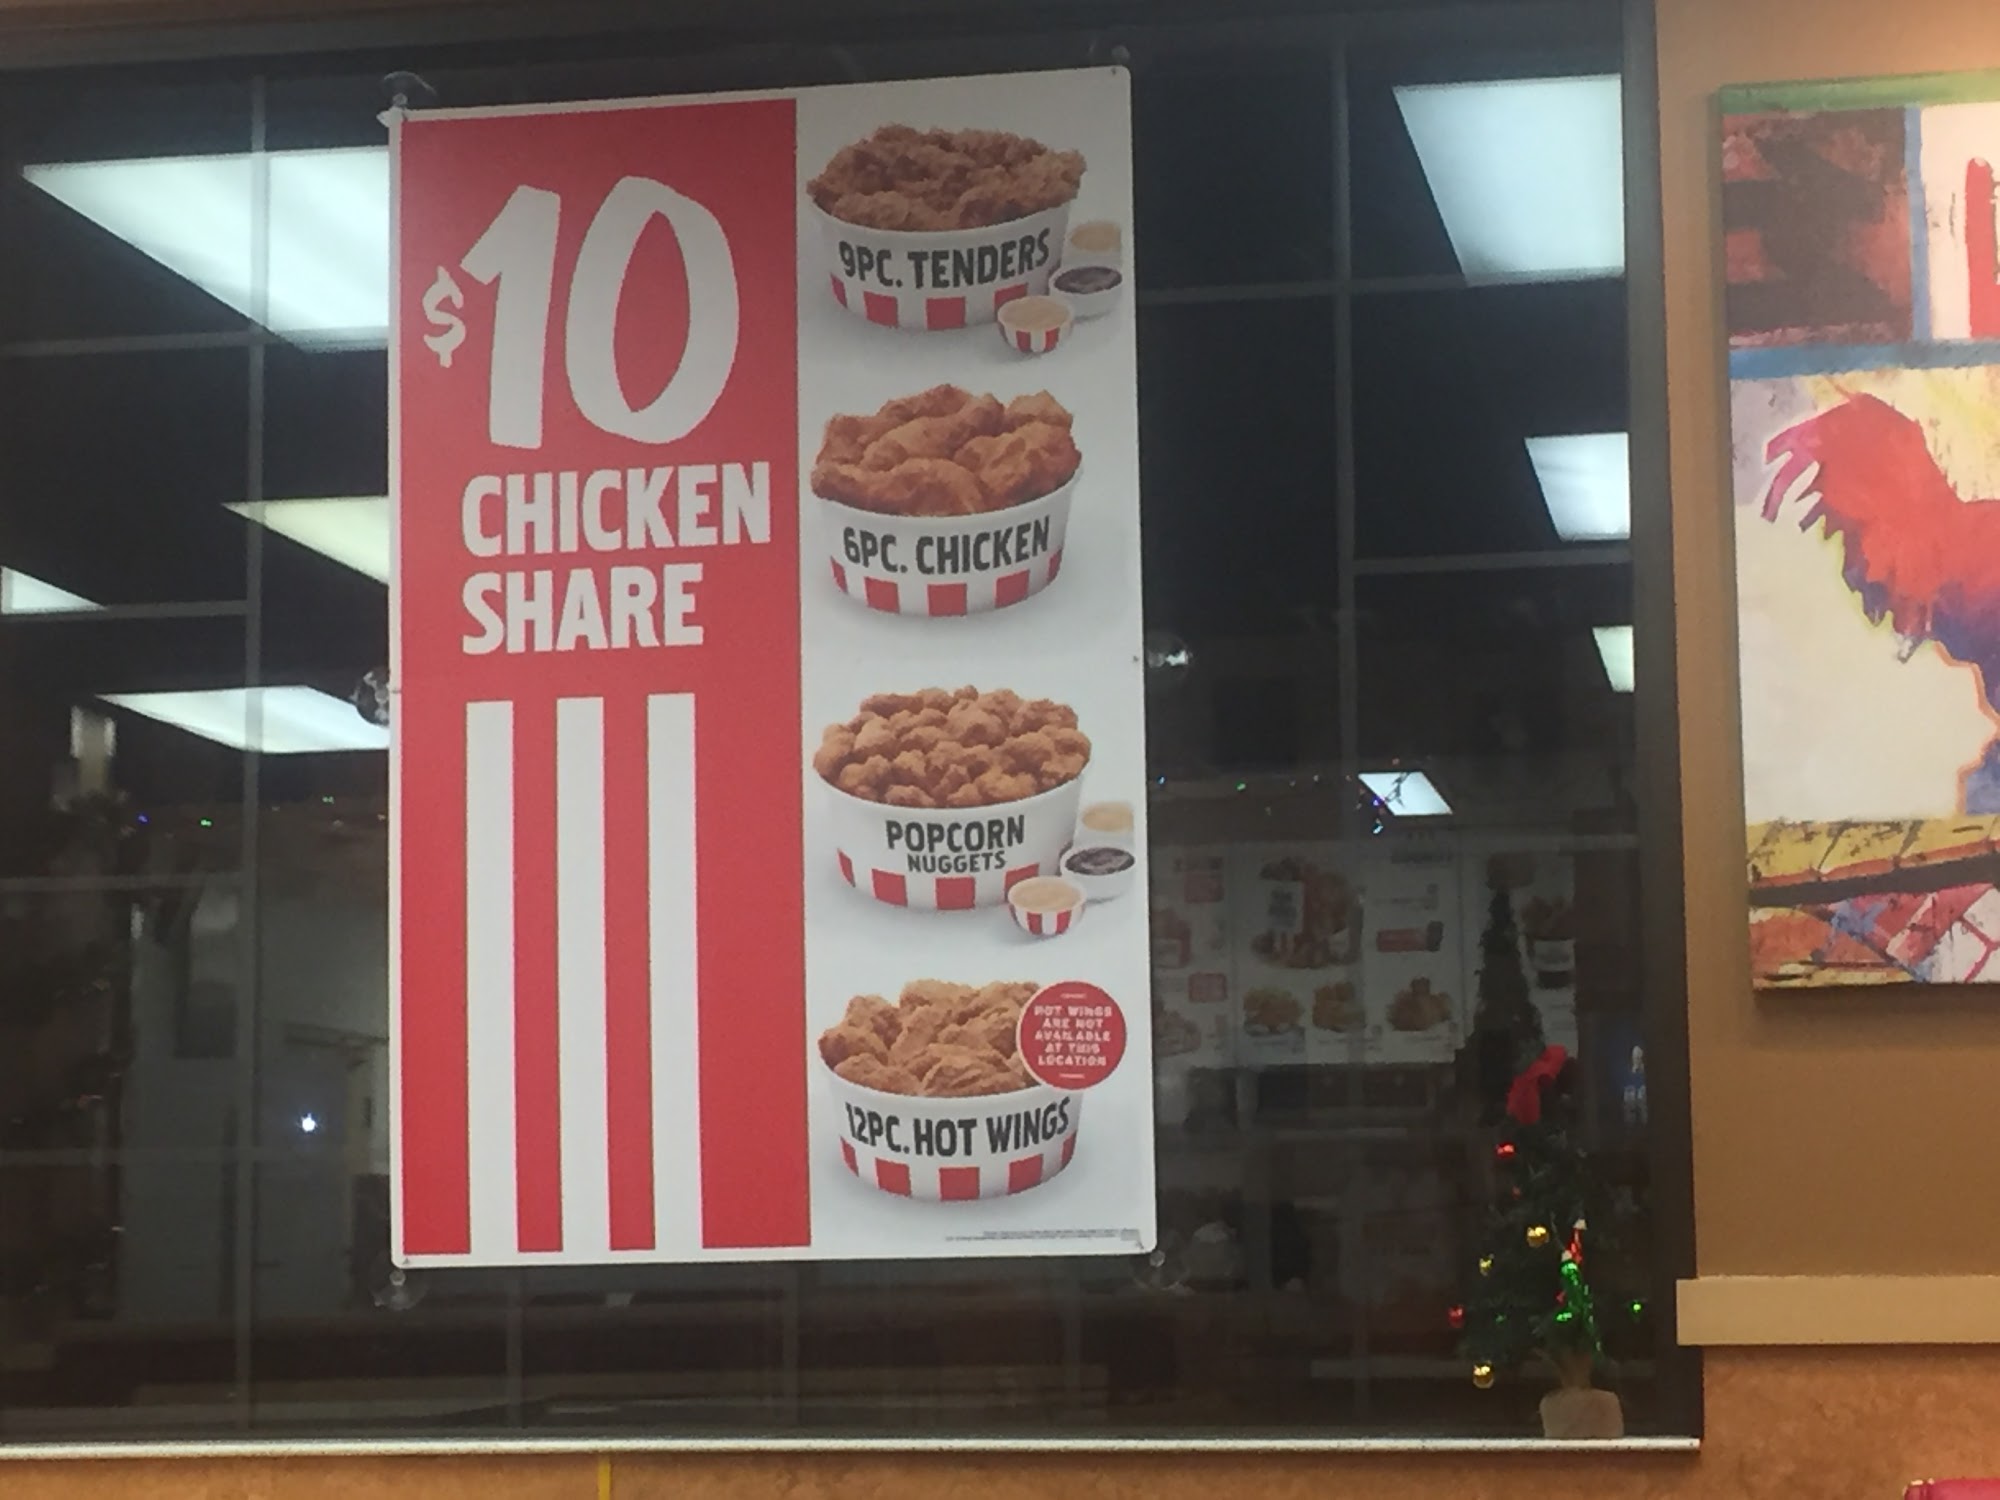 $10
CHICKEN
SHARE
9PC. TENDERS
6PC. CHICKEN
POPCORN
NUGGETS
HOT WINGS
ARE NOT
AVAILABLE
AT THIS
LOCATION
12PC. HOT WINGS